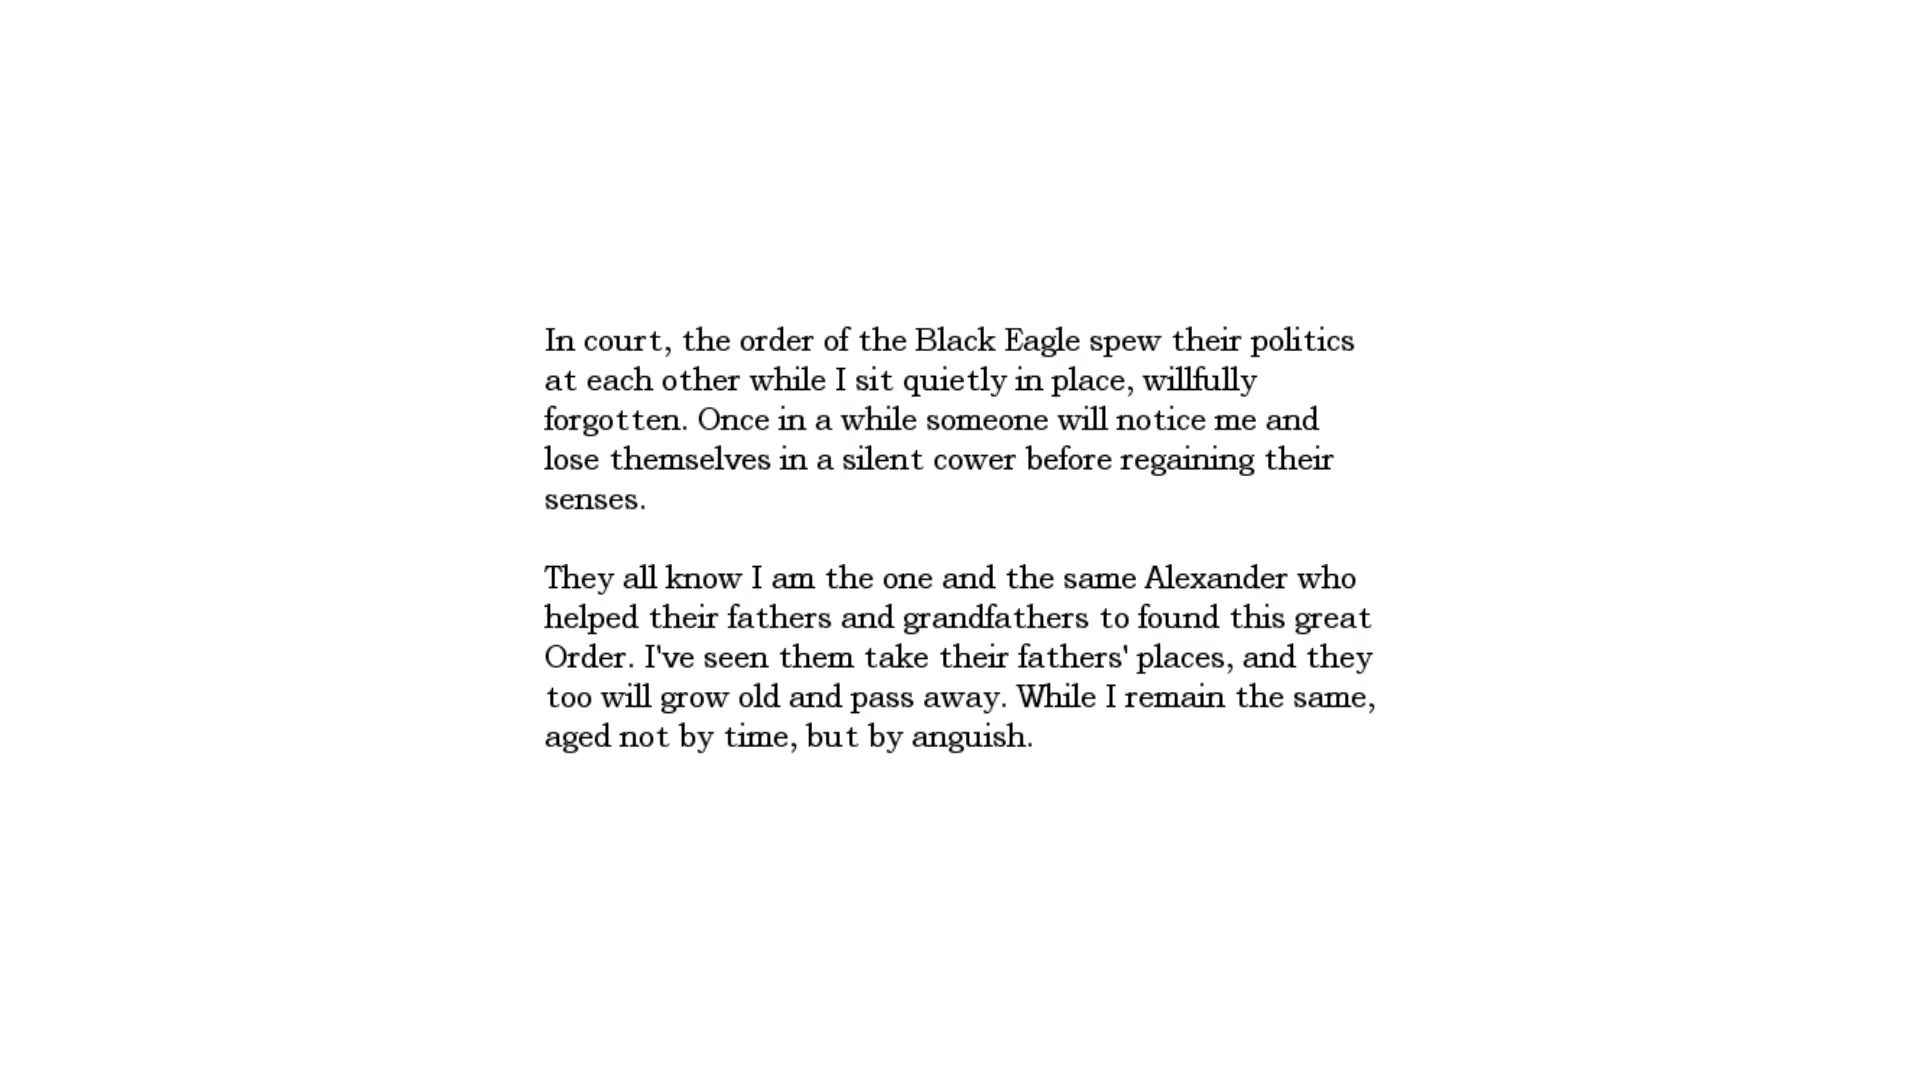 In court, the order of the Black Eagle spew their politics
at each other while I sit quietly in place, willfully
forgotten. Once in a while someone will notice me and
lose themselves in a silent cower before regaining their
senses.
They all know I am the one and the same Alexander who
helped their fathers and grandfathers to found this great
Order. I've seen them take their fathers' places, and they
too will grow old and pass away. While I remain the same,
aged not by time, but by anguish.